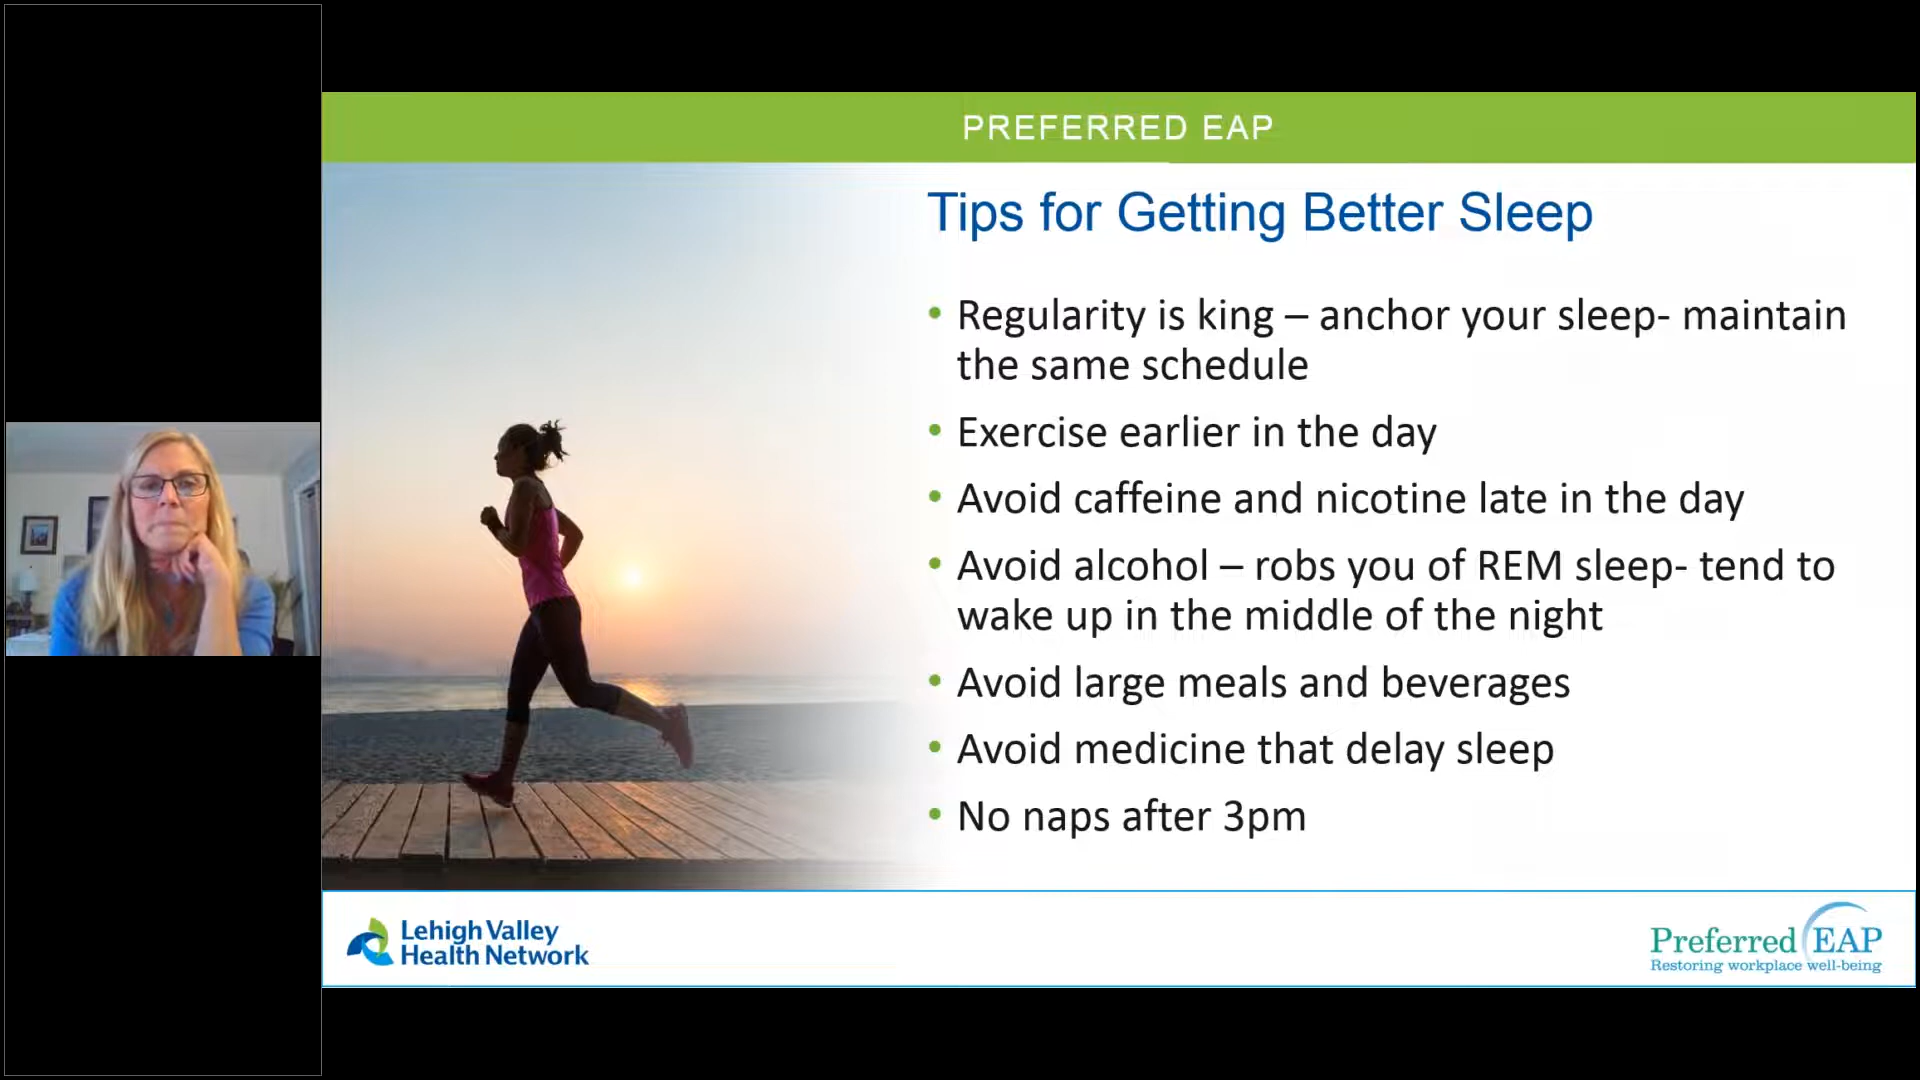 PREFERRED EAP
Tips for Getting Better Sleep
• Regularity is king – anchor your sleep- maintain
the same schedule
• Exercise earlier in the day
• Avoid caffeine and nicotine late in the day
• Avoid alcohol – robs you of REM sleep- tend to
wake up in the middle of the night
• Avoid large meals and beverages
• Avoid medicine that delay sleep
• No naps after 3pm
Lehigh Valley
Health Network
Preferred EAP
Restoring workplace well-being